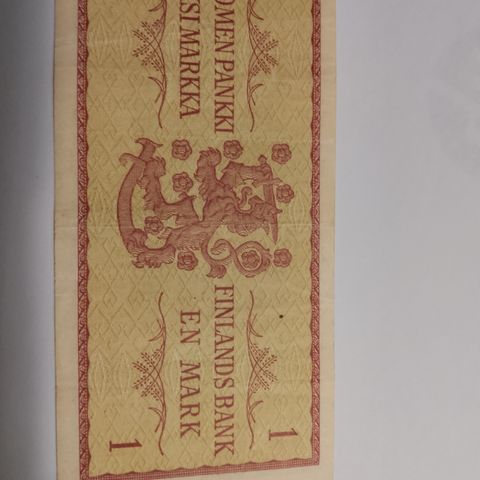 OMEN PANKKI
SI MARKKA
FINLANDS BANK
EN MARK
1
1